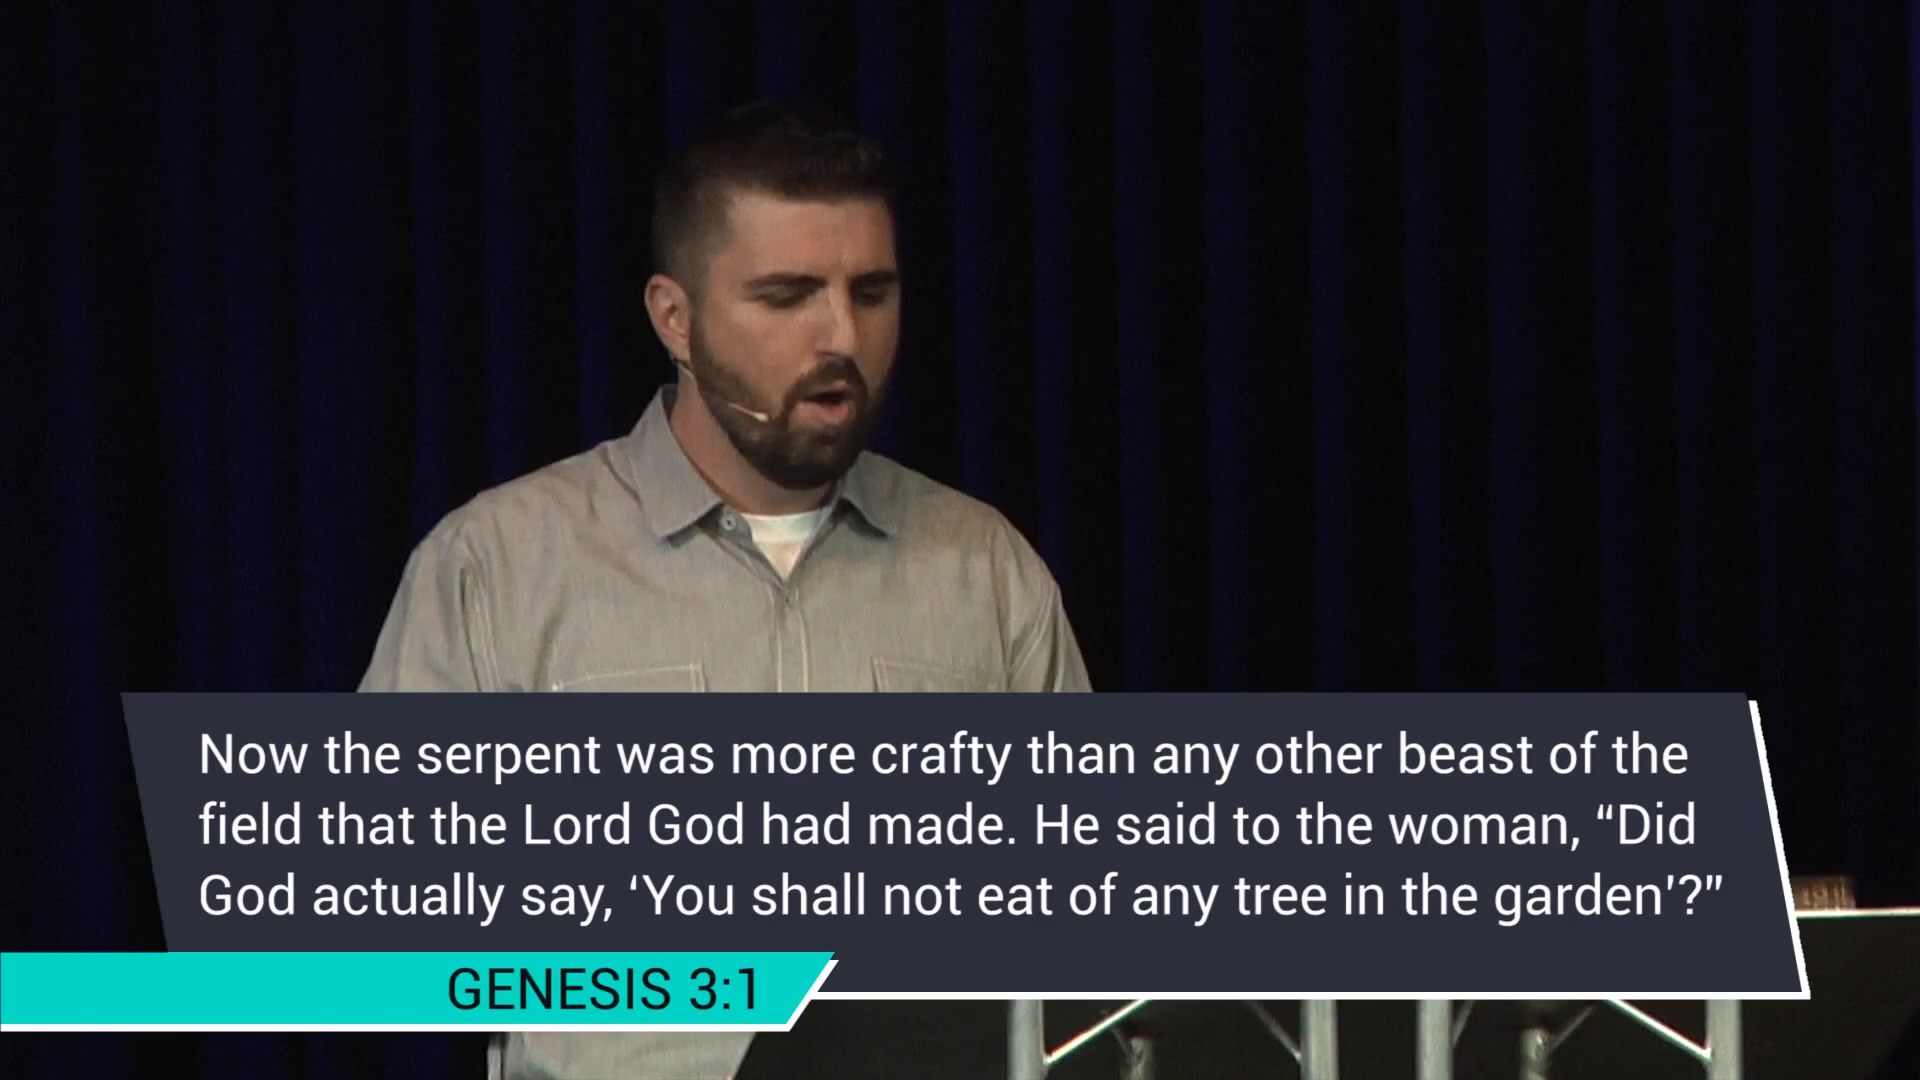 Now the serpent was more crafty than any other beast of the
field that the Lord God had made. He said to the woman, “Did
God actually say, ‘You shall not eat of any tree in the garden’?”
GENESIS 3:1